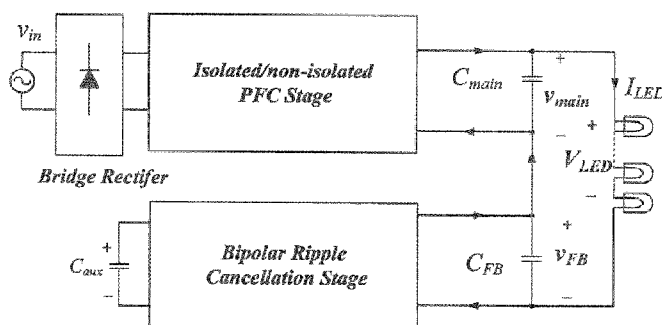 v_in
Isolated/non-isolated
PFC Stage
Bridge Rectifer
C_main
+
v_main
−
I_LED
+
V_LED
−
+
C_aux
−
Bipolar Ripple
Cancellation Stage
C_FB
+
v_FB
−